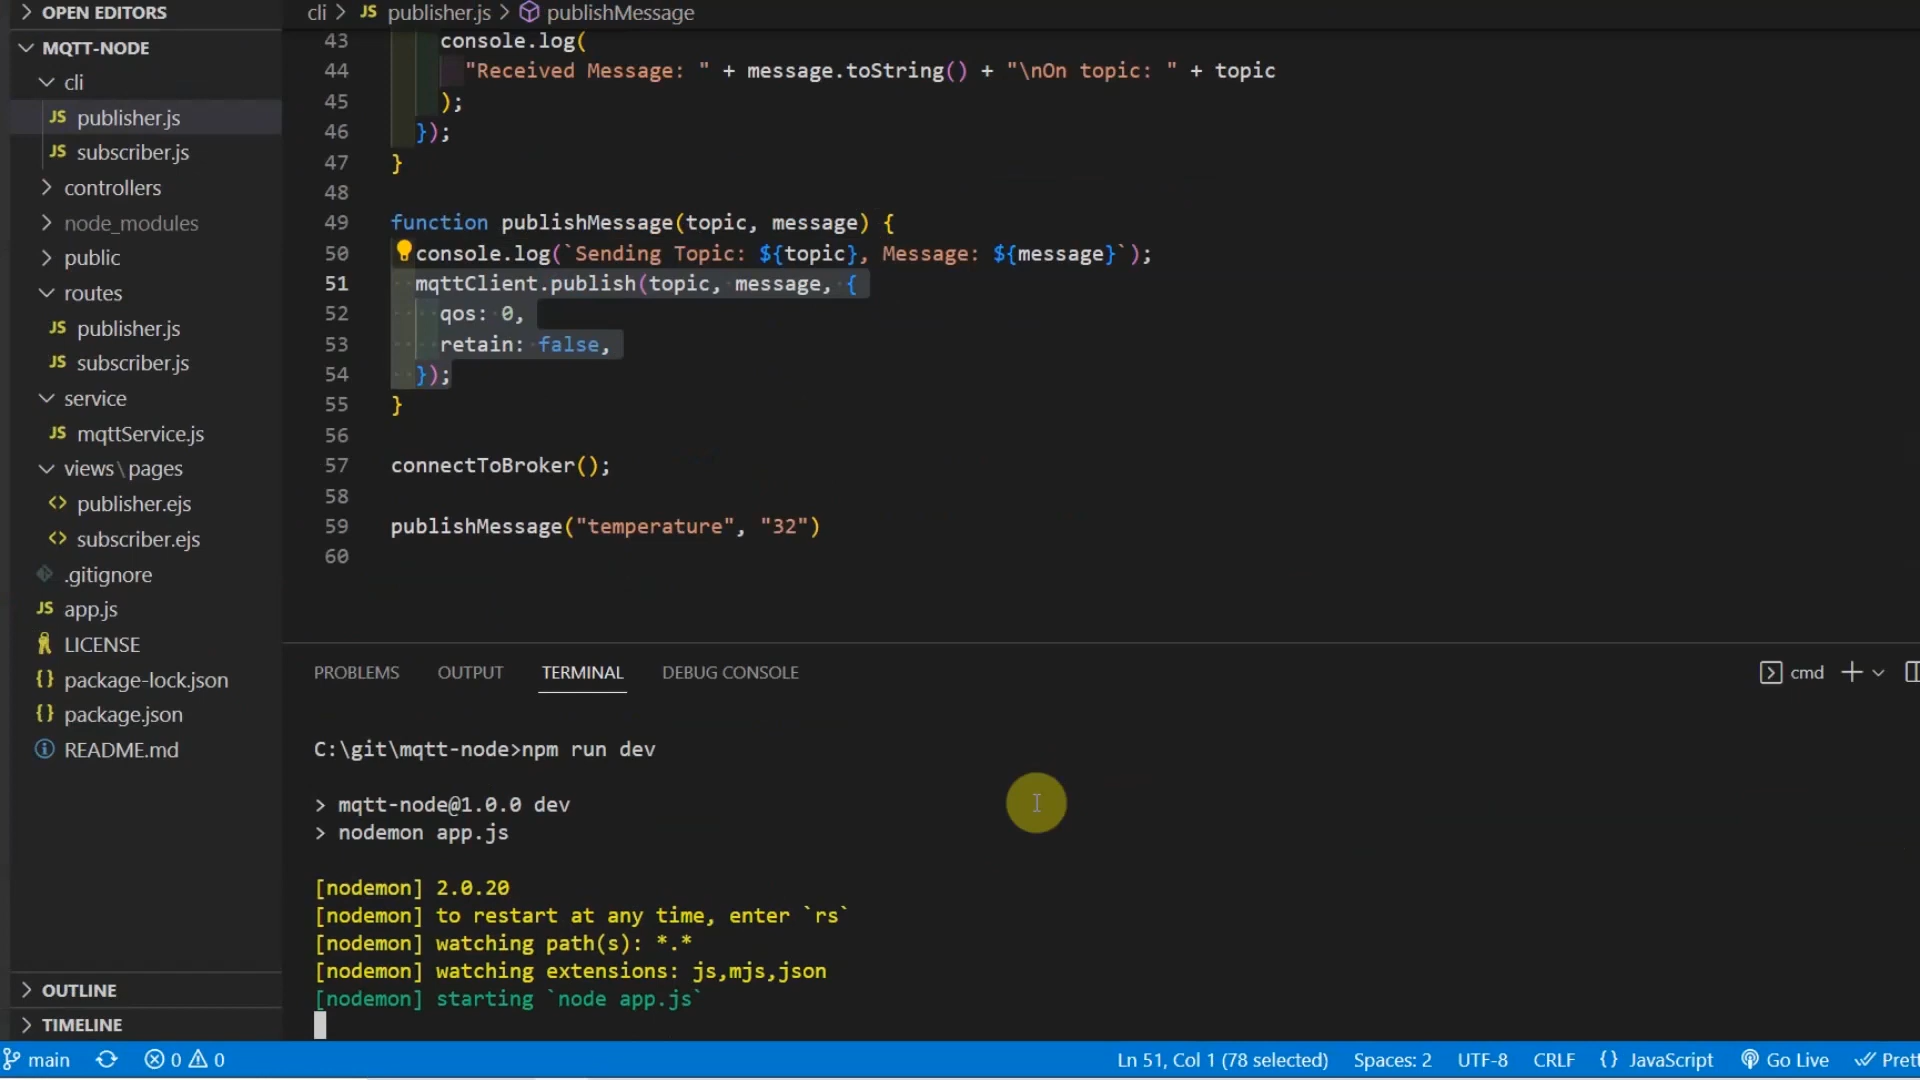 OPEN EDITORS
MQTT-NODE
cli
JS publisher.js
JS subscriber.js
controllers
node_modules
public
routes
JS publisher.js
JS subscriber.js
service
JS mqttService.js
views\pages
<> publisher.ejs
<> subscriber.ejs
.gitignore
JS app.js
LICENSE
{} package-lock.json
{} package.json
README.md
OUTLINE
TIMELINE
cli > JS publisher.js > publishMessage
43 console.log(
44 "Received Message: " + message.toString() + "\nOn topic: " + topic
45 );
46 });
47 }
48
49 function publishMessage(topic, message) {
50 console.log(`Sending Topic: ${topic}, Message: ${message}`);
51 mqttClient.publish(topic, message, {
52 qos: 0,
53 retain: false,
54 });
55 }
56
57 connectToBroker();
58
59 publishMessage("temperature", "32")
60
PROBLEMS OUTPUT TERMINAL DEBUG CONSOLE
cmd
C:\git\mqtt-node>npm run dev
> mqtt-node@1.0.0 dev
> nodemon app.js
[nodemon] 2.0.20
[nodemon] to restart at any time, enter `rs`
[nodemon] watching path(s): *.*
[nodemon] watching extensions: js,mjs,json
[nodemon] starting `node app.js`
main 0 0 Ln 51, Col 1 (78 selected) Spaces: 2 UTF-8 CRLF {} JavaScript Go Live